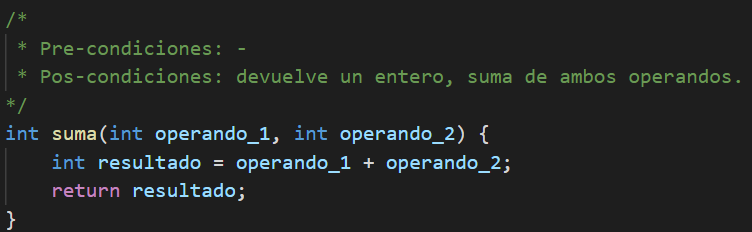 /*
 * Pre-condiciones: -
 * Pos-condiciones: devuelve un entero, suma de ambos operandos.
*/
int suma(int operando_1, int operando_2) {
    int resultado = operando_1 + operando_2;
    return resultado;
}